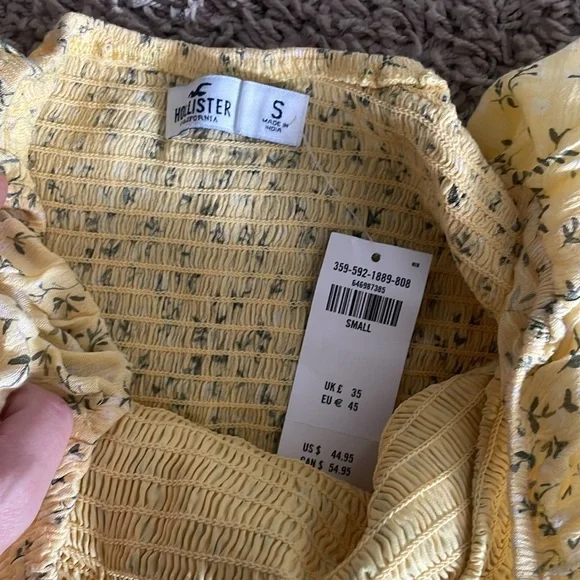 HOLLISTER
CALIFORNIA
S
MADE IN
INDIA
359-592-1889-808
646987385
SMALL
UK £ 35
EU € 45
US $ 44.95
CAN $ 54.95